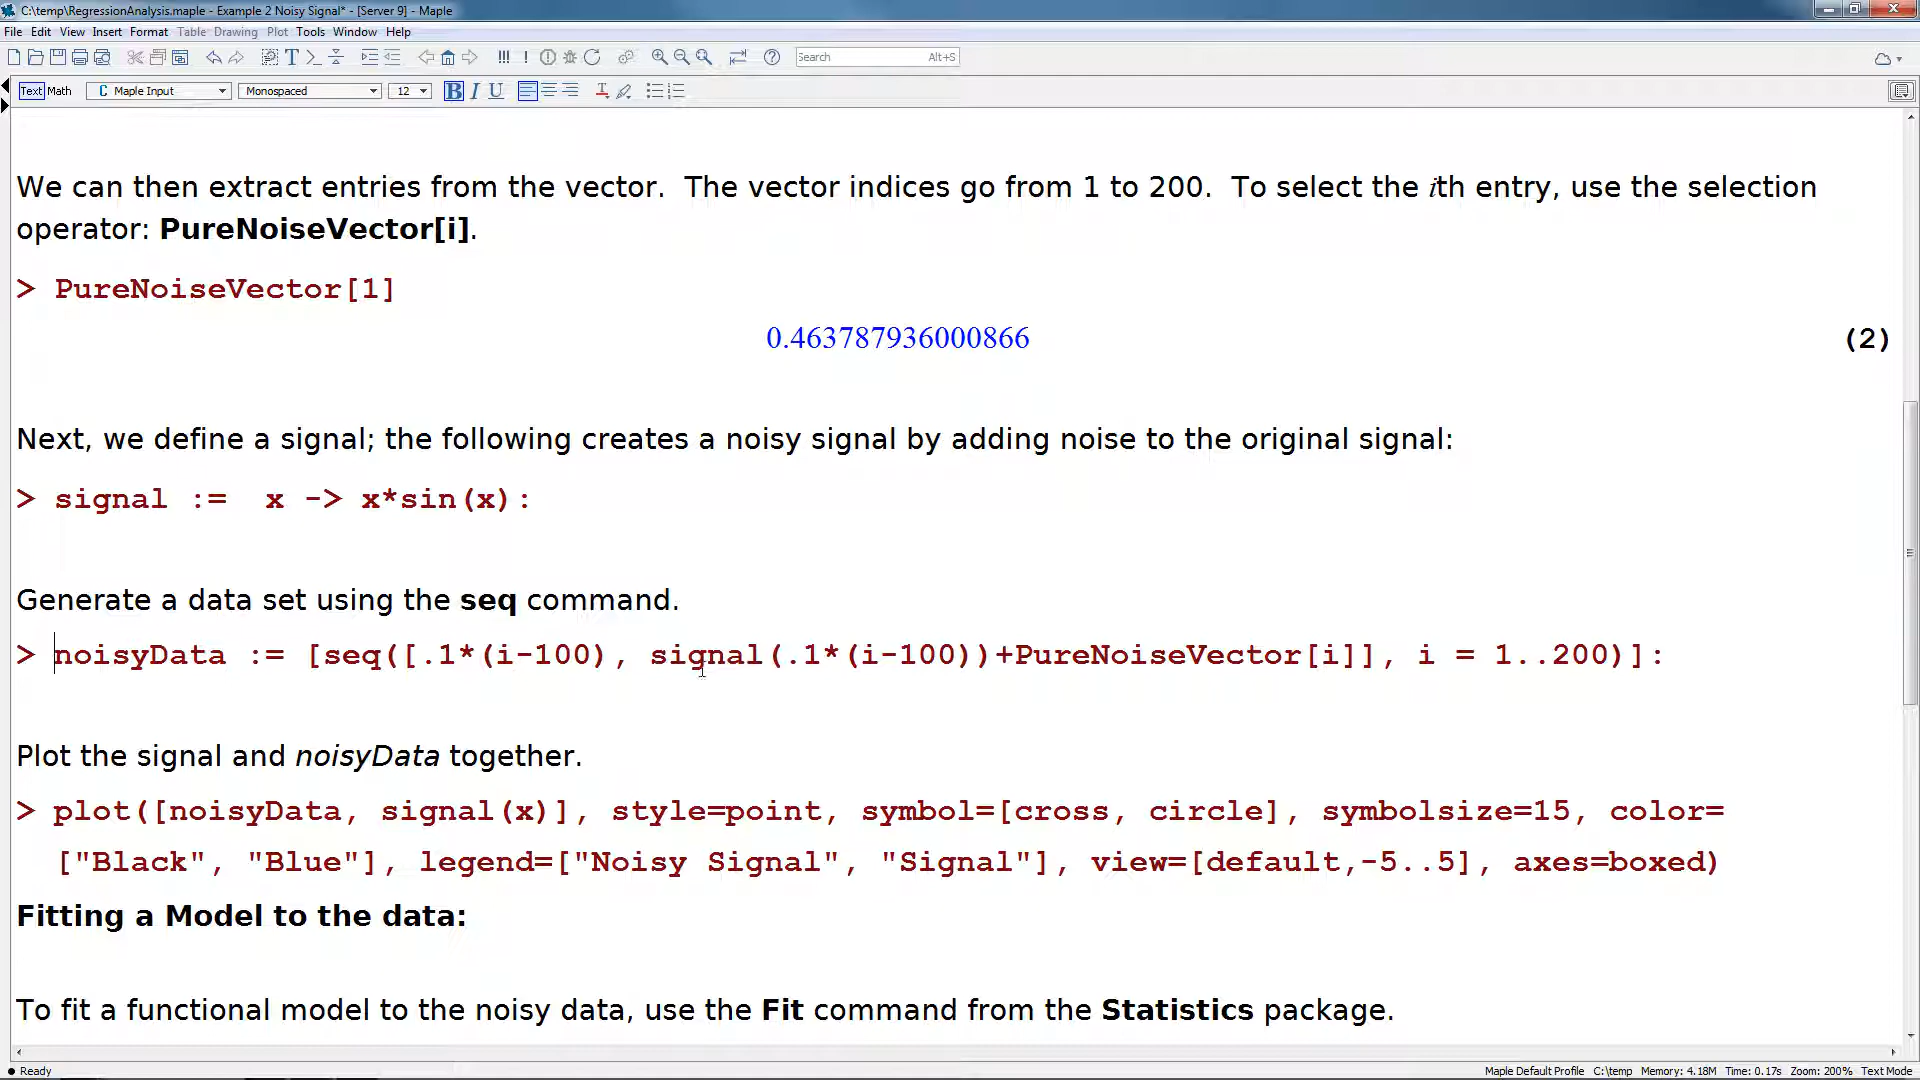 C:\temp\RegressionAnalysis.maple - Example 2 Noisy Signal* - [Server 9] - Maple
File Edit View Insert Format Table Drawing Plot Tools Window Help
Search Alt+S
Text Math C Maple Input Monospaced 12 B I U
We can then extract entries from the vector. The vector indices go from 1 to 200. To select the ith entry, use the selection
operator: PureNoiseVector[i].
> PureNoiseVector[1]
0.463787936000866 (2)
Next, we define a signal; the following creates a noisy signal by adding noise to the original signal:
> signal := x -> x*sin(x):
Generate a data set using the seq command.
> noisyData := [seq([.1*(i-100), signal(.1*(i-100))+PureNoiseVector[i]], i = 1..200)]:
Plot the signal and noisyData together.
> plot([noisyData, signal(x)], style=point, symbol=[cross, circle], symbolsize=15, color=
["Black", "Blue"], legend=["Noisy Signal", "Signal"], view=[default,-5..5], axes=boxed)
Fitting a Model to the data:
To fit a functional model to the noisy data, use the Fit command from the Statistics package.
Ready Maple Default Profile C:\temp Memory: 4.18M Time: 0.17s Zoom: 200% Text Mode